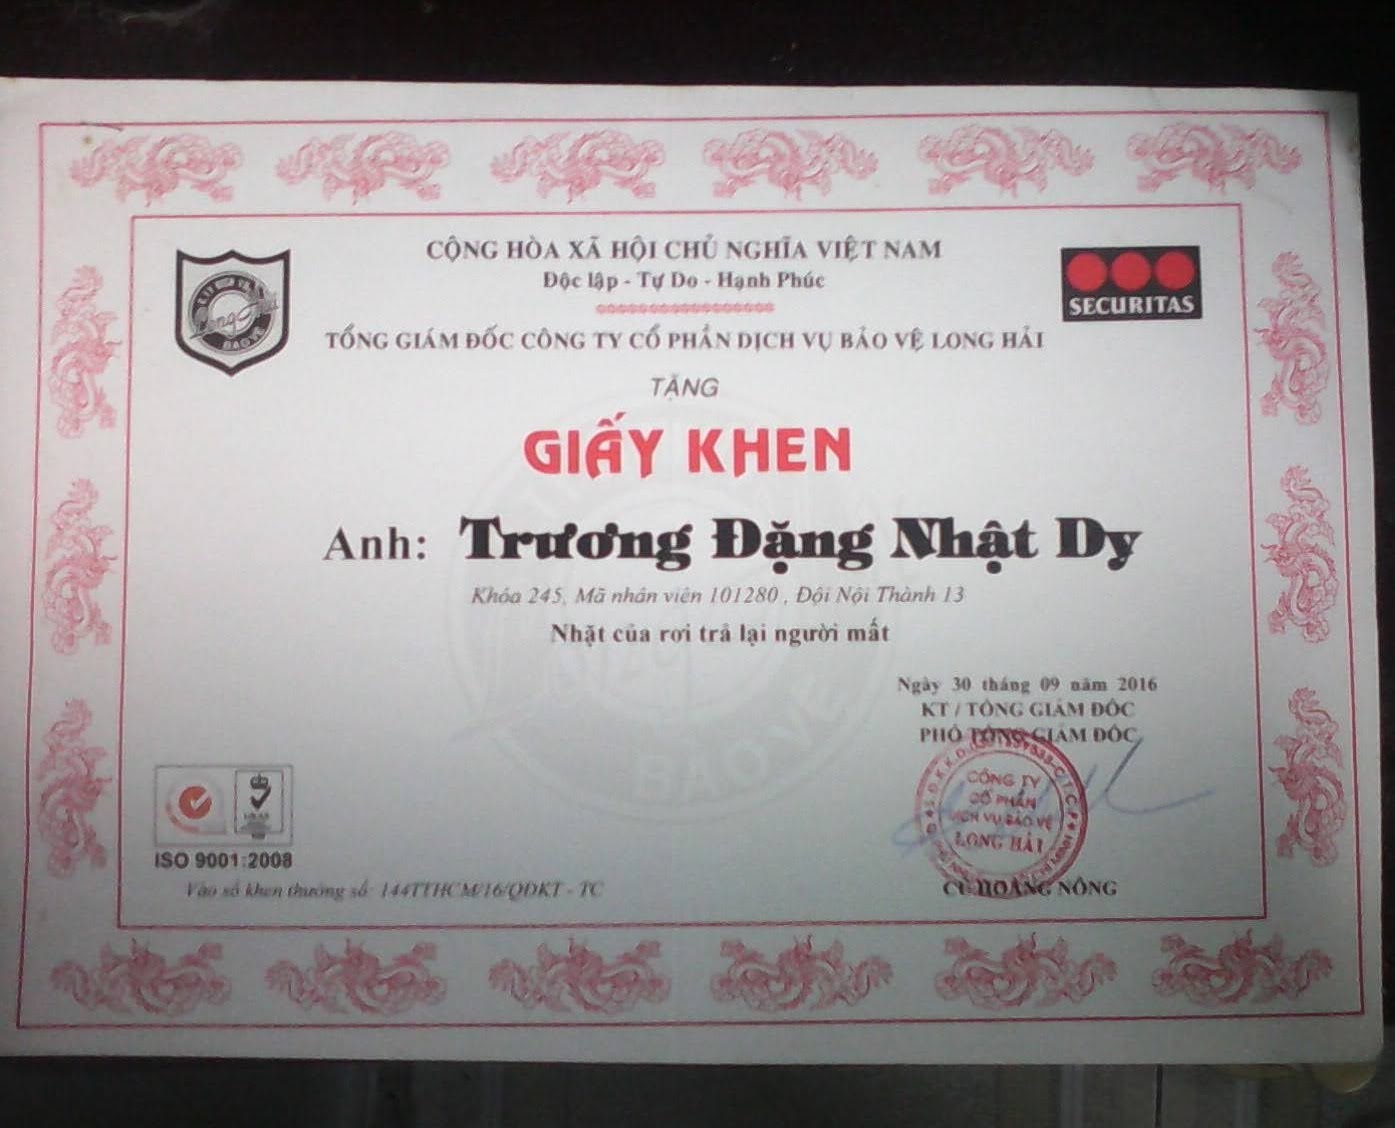 CỘNG HÒA XÃ HỘI CHỦ NGHĨA VIỆT NAM
Độc lập - Tự Do - Hạnh Phúc
SECURITAS
TỔNG GIÁM ĐỐC CÔNG TY CỔ PHẦN DỊCH VỤ BẢO VỆ LONG HẢI
TẶNG
GIẤY KHEN
Anh: Trương Đặng Nhật Dy
Khóa 245, Mã nhân viên 101280 , Đội Nội Thành 13
Nhặt của rơi trả lại người mất
Ngày 30 tháng 09 năm 2016
KT / TỔNG GIÁM ĐỐC
PHÓ TỔNG GIÁM ĐỐC
CÔNG TY
CỔ PHẦN
DỊCH VỤ BẢO VỆ
LONG HẢI
HOÀNG NÔNG
BẢO VỆ
ISO 9001:2008
Vào sổ khen thưởng số: 144TTHCM/16/QĐKT - TC